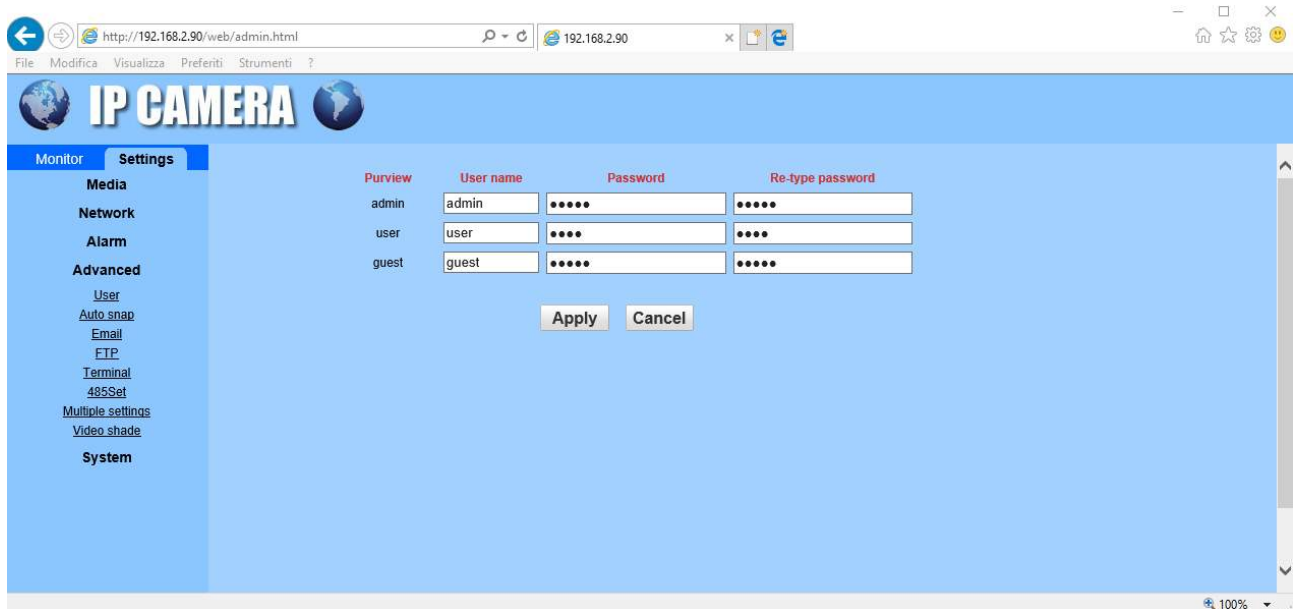 http://192.168.2.90/web/admin.html 192.168.2.90
File Modifica Visualizza Preferiti Strumenti ?
IP CAMERA
Monitor Settings
Media
Network
Alarm
Advanced
User
Auto snap
Email
FTP
Terminal
485Set
Multiple settings
Video shade
System
Purview User name Password Re-type password
admin admin ••••• •••••
user user •••• ••••
guest guest ••••• •••••
Apply Cancel
100%